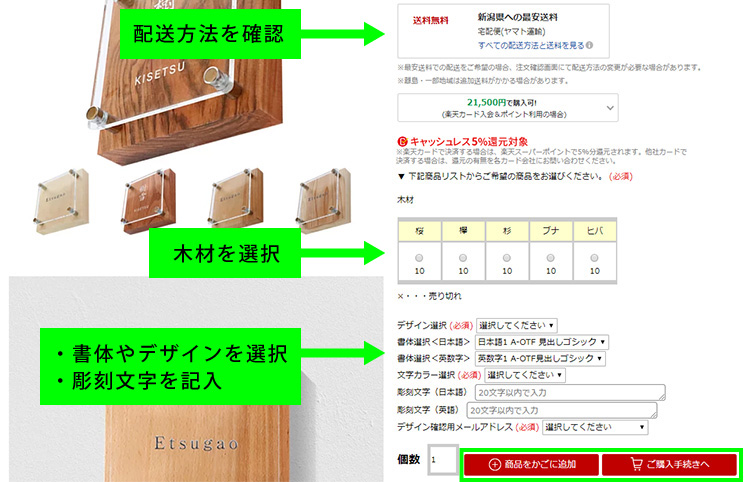 配送方法を確認
KISETSU
送料無料
新潟県への最安送料
宅配便(ヤマト運輸)
すべての配送方法と送料を見る
※最安送料での配送をご希望の場合、注文確認画面にて配送方法の変更が必要な場合があります。
※離島・一部地域は追加送料がかかる場合があります。
21,500円で購入可!
(楽天カード入会&ポイント利用の場合)
キャッシュレス5%還元対象
※楽天カードで決済する場合は、楽天スーパーポイントで5%分還元されます。他社カードで
決済する場合は、還元の有無を各カード会社にお問い合わせください。
▼ 下記商品リストからご希望の商品をお選びください。 (必須)
木材を選択
木材
桜 欅 杉 ブナ ヒバ
10 10 10 10 10
×・・・売り切れ
・書体やデザインを選択
・彫刻文字を記入
Etsugao
デザイン選択 (必須) 選択してください
書体選択<日本語> 日本語1 A-OTF 見出しゴシック
書体選択<英数字> 英数字1 A-OTF見出しゴシック
文字カラー選択 (必須) 選択してください
彫刻文字（日本語） 20文字以内で入力
彫刻文字（英語） 20文字以内で入力
デザイン確認用メールアドレス (必須) 選択してください
個数 1 商品をかごに追加 ご購入手続きへ